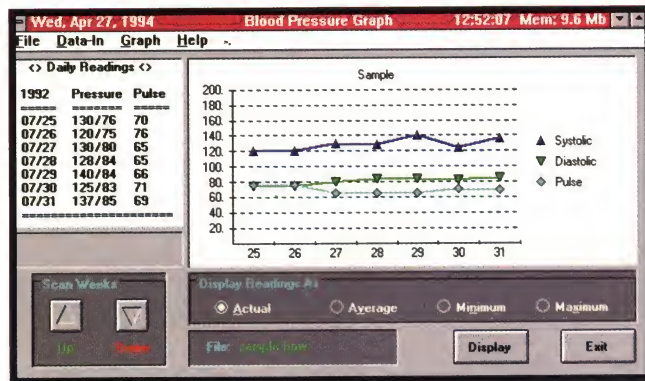 Wed, Apr 27, 1994 Blood Pressure Graph 12:52:07 Mem: 9.6 Mb
File Data-In Graph Help
<> Daily Readings <>
1992 Pressure Pulse
===== ======== =====
07/25 130/76 70
07/26 120/75 76
07/27 130/80 65
07/28 128/84 65
07/29 140/84 66
07/30 125/83 71
07/31 137/85 69
Sample
200.
180.
160.
140.
120.
100.
80.
60.
40.
20.
25 26 27 28 29 30 31
Systolic
Diastolic
Pulse
Scan Weeks
Up Down
Display Readings As
Actual Average Minimum Maximum
File: sample.bpw
Display Exit